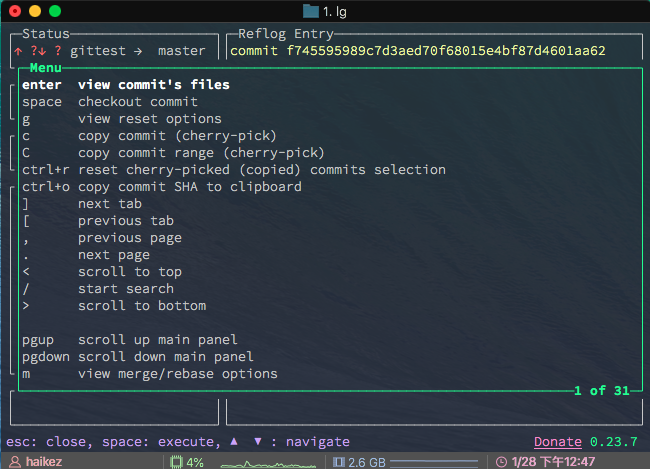 1. lg
Status
Reflog Entry
↑ ?↓ ? gittest → master
commit f745595989c7d3aed70f68015e4bf87d4601aa62
Menu
enter view commit's files
space checkout commit
g view reset options
c copy commit (cherry-pick)
C copy commit range (cherry-pick)
ctrl+r reset cherry-picked (copied) commits selection
ctrl+o copy commit SHA to clipboard
] next tab
[ previous tab
, previous page
. next page
< scroll to top
/ start search
> scroll to bottom
pgup scroll up main panel
pgdown scroll down main panel
m view merge/rebase options
1 of 31
esc: close, space: execute, ▲ ▼ : navigate
Donate 0.23.7
haikez 4% 2.6 GB 1/28 下午12:47